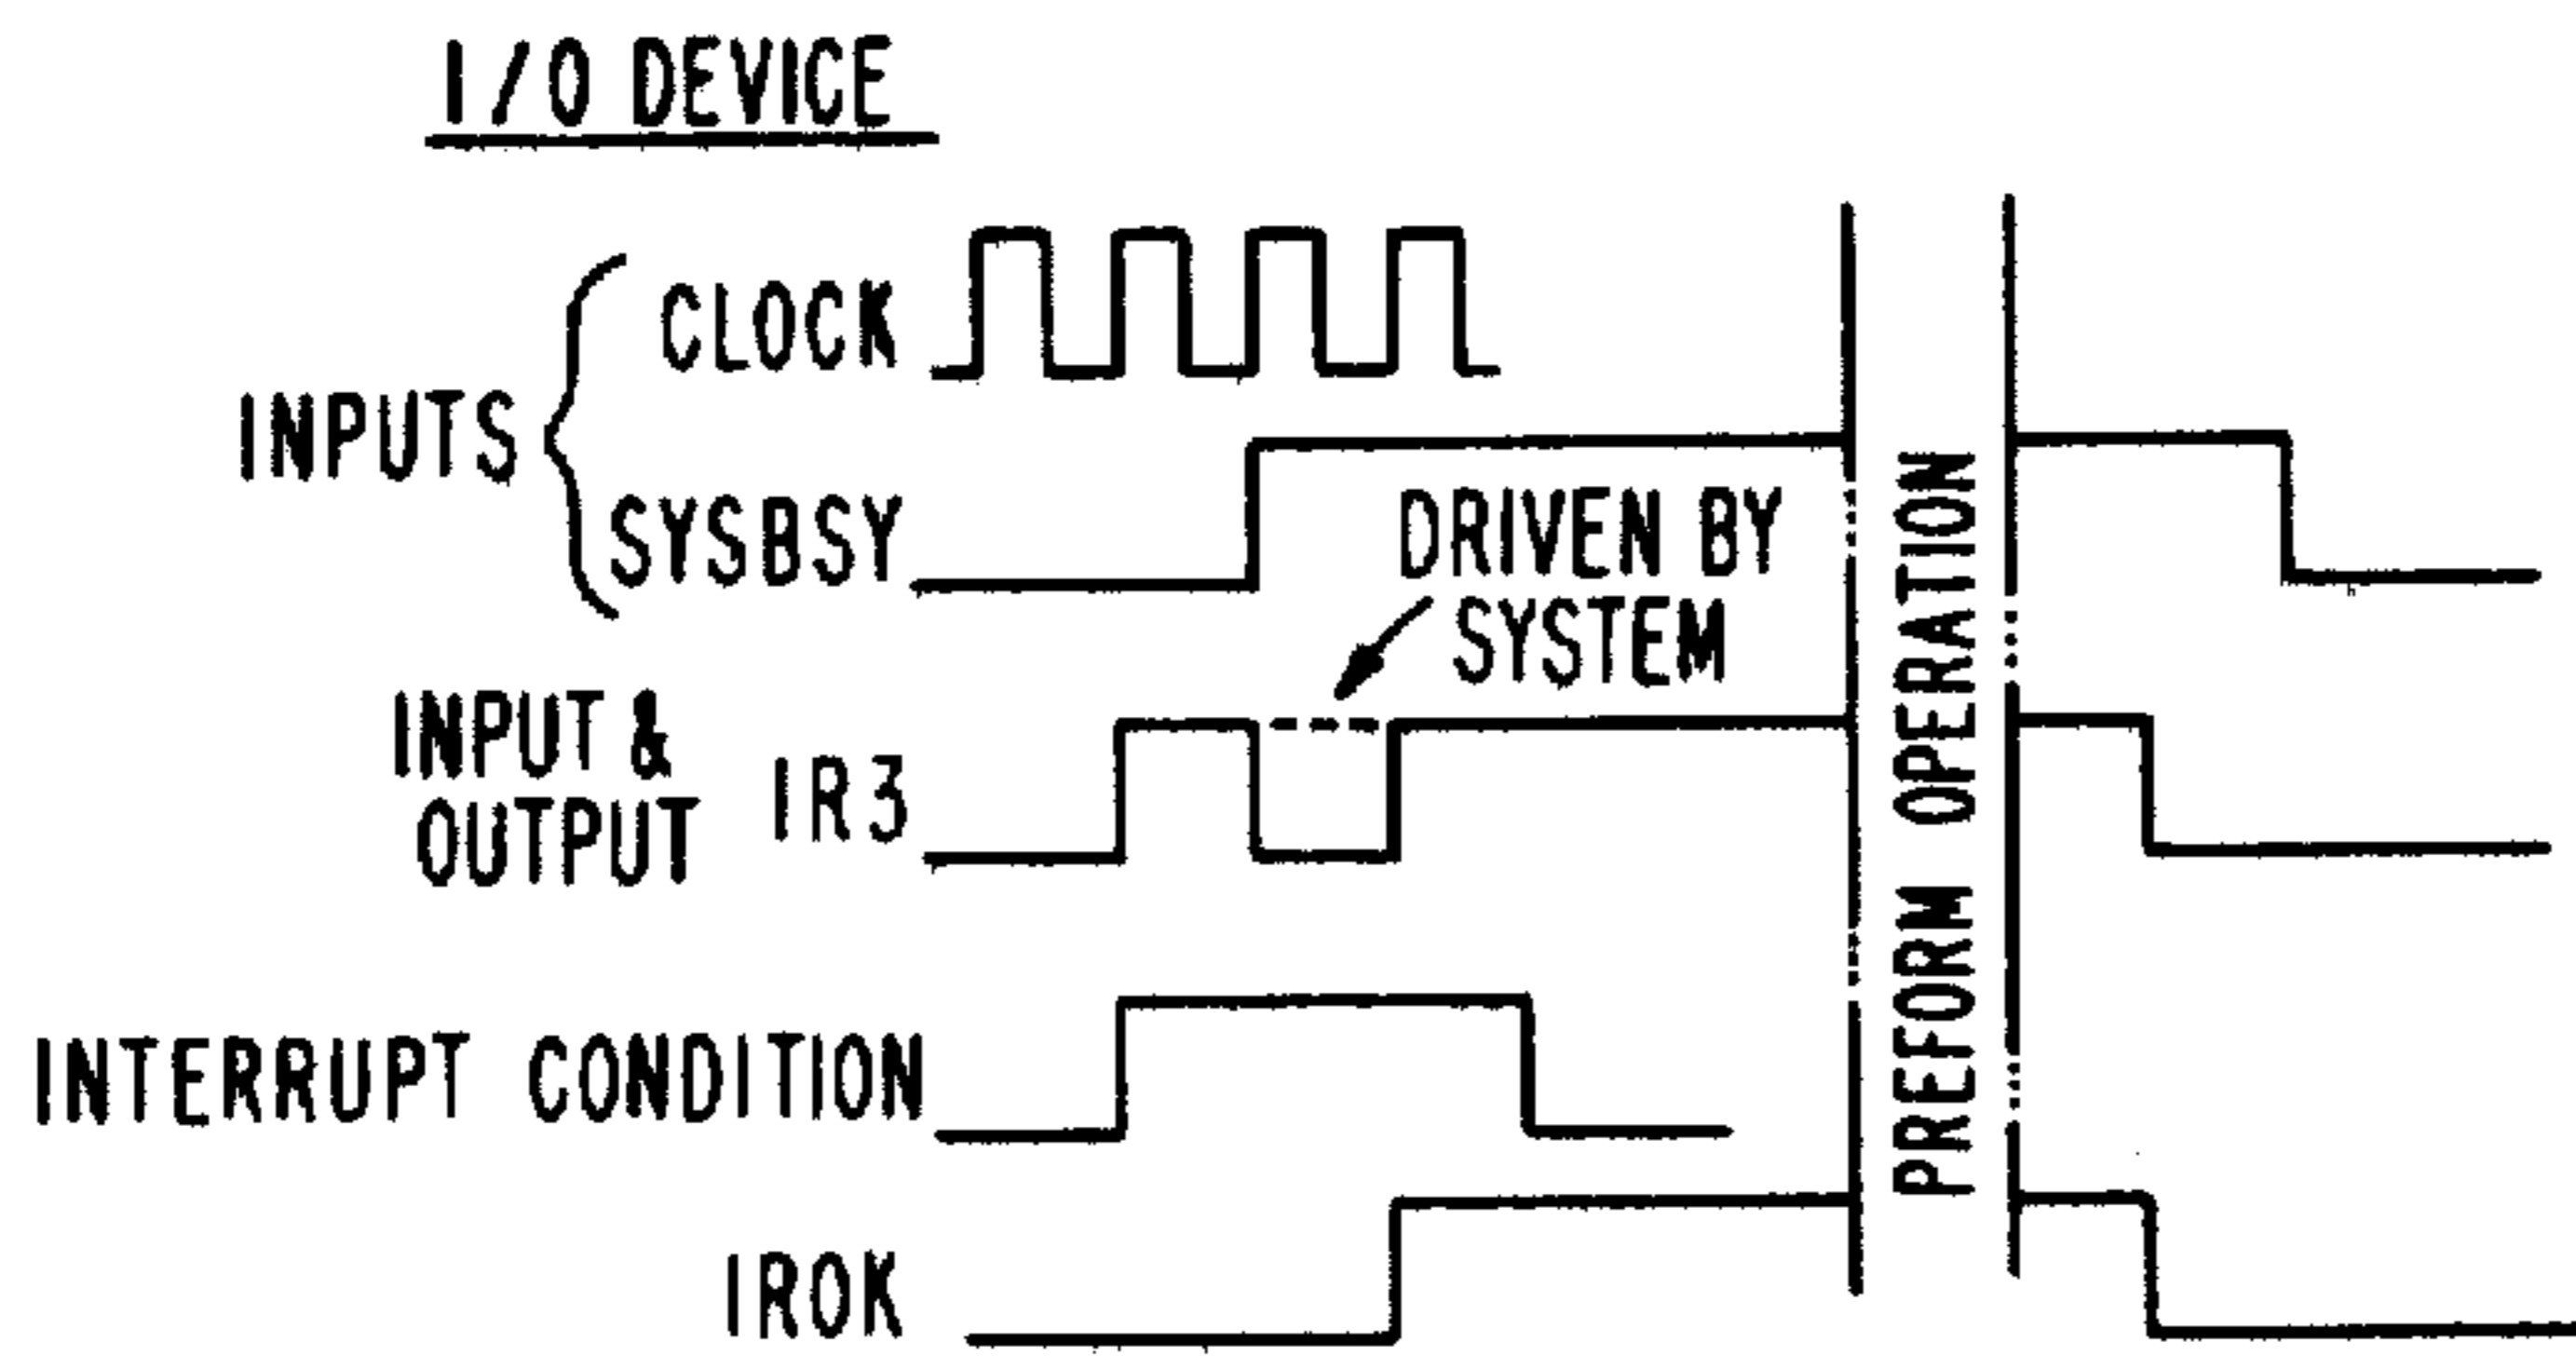 I/O DEVICE
INPUTS
CLOCK
SYSBSY
DRIVEN BY
SYSTEM
INPUT &
OUTPUT
IR3
INTERRUPT CONDITION
IROK
PREFORM OPERATION